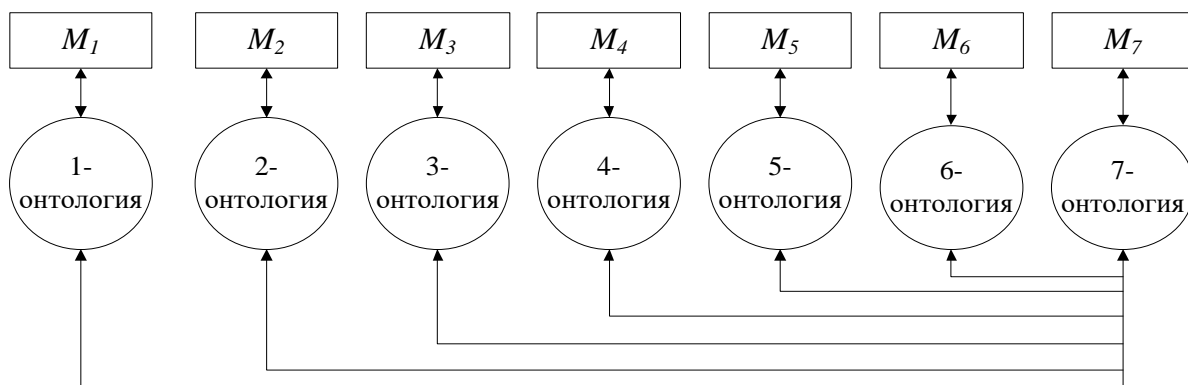 M1 M2 M3 M4 M5 M6 M7
1- 2- 3- 4- 5- 6- 7-
онтология онтология онтология онтология онтология онтология онтология